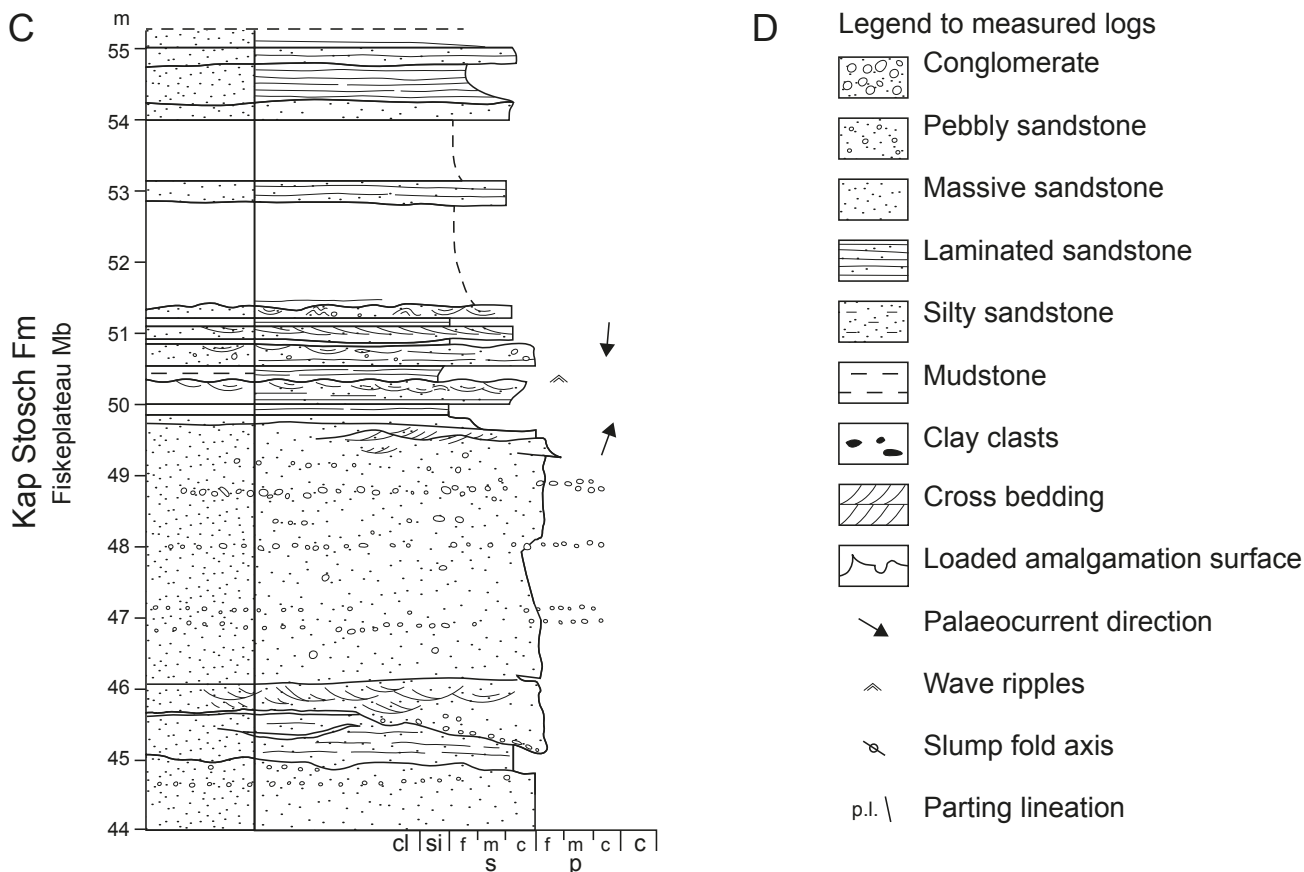 C
m
55
54
53
52
51
50
49
48
47
46
45
44
Kap Stosch Fm
Fiskeplateau Mb
cl si f m c f m c c
s p
D
Legend to measured logs
Conglomerate
Pebbly sandstone
Massive sandstone
Laminated sandstone
Silty sandstone
Mudstone
Clay clasts
Cross bedding
Loaded amalgamation surface
Palaeocurrent direction
Wave ripples
Slump fold axis
p.l. Parting lineation